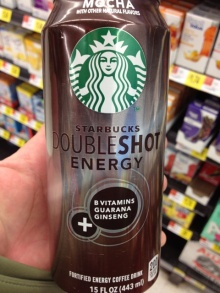 MOCHA
WITH OTHER NATURAL FLAVORS
STARBUCKS
DOUBLESHOT
ENERGY
B VITAMINS
GUARANA
GINSENG
+
FORTIFIED ENERGY COFFEE DRINK
15 FL OZ (443 ml)